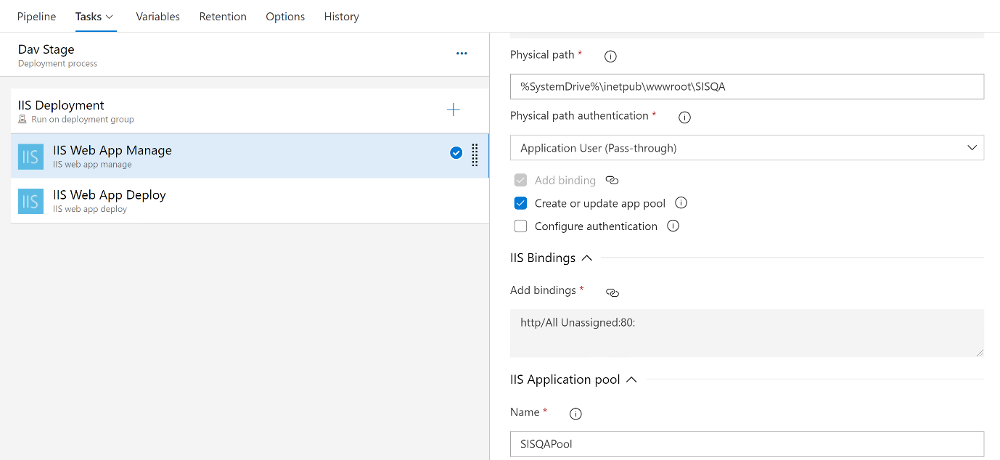 Pipeline Tasks Variables Retention Options History
Dav Stage
Deployment process
IIS Deployment
Run on deployment group
IIS
IIS Web App Manage
IIS web app manage
IIS
IIS Web App Deploy
IIS web app deploy
Physical path *
%SystemDrive%\inetpub\wwwroot\SISQA
Physical path authentication *
Application User (Pass-through)
Add binding
Create or update app pool
Configure authentication
IIS Bindings
Add bindings *
http/All Unassigned:80:
IIS Application pool
Name *
SISQAPool